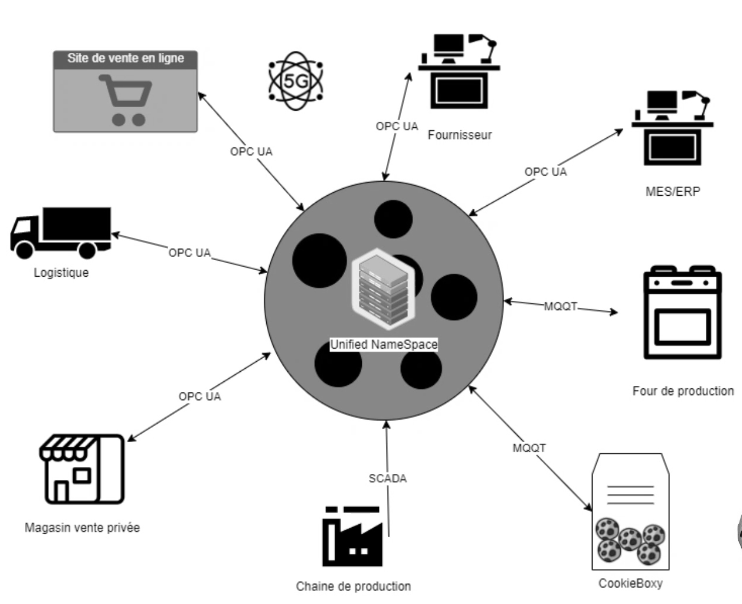 Site de vente en ligne
5G
OPC UA
Fournisseur
OPC UA
OPC UA
MES/ERP
OPC UA
Logistique
Unified NameSpace
MQQT
Four de production
OPC UA
Magasin vente privée
SCADA
Chaine de production
MQQT
CookieBoxy